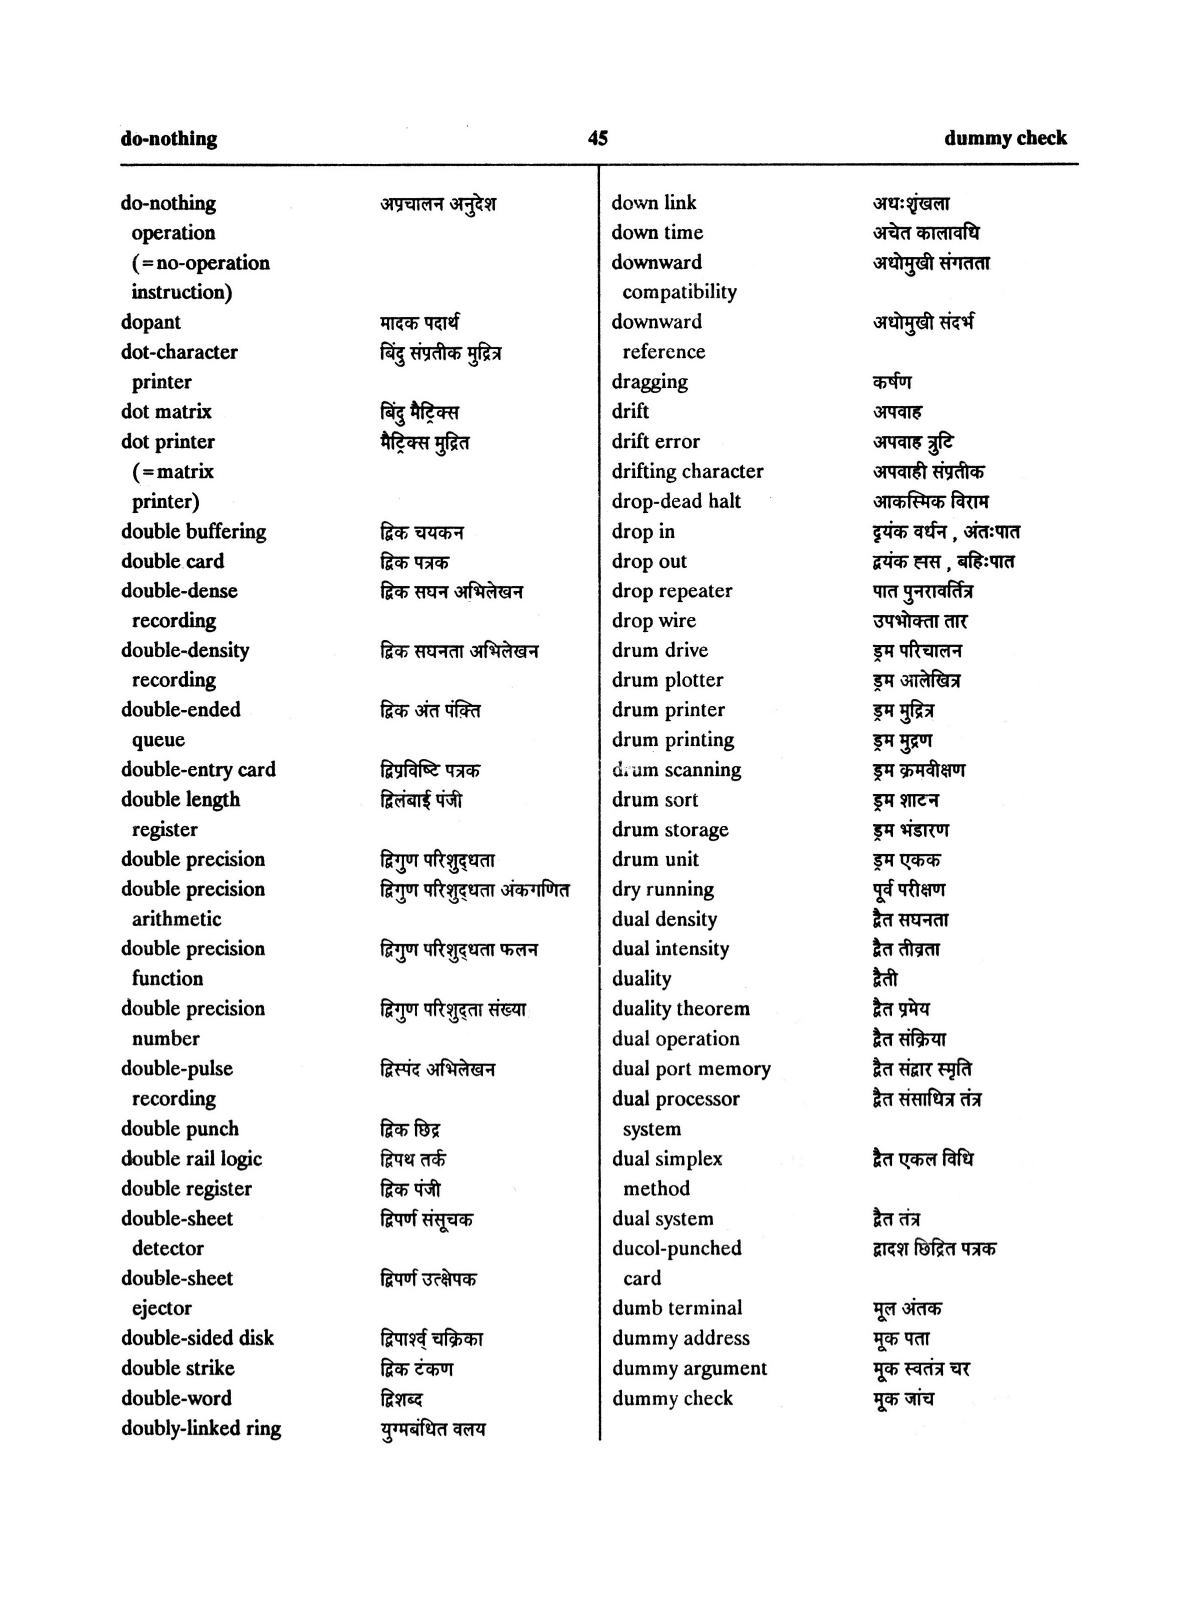 do-nothing 45 dummy check
do-nothing अप्रचालन अनुदेश
operation
(=no-operation
instruction)
dopant मादक पदार्थ
dot-character बिंदु संप्रतीक मुद्रित्र
printer
dot matrix बिंदु मैट्रिक्स
dot printer मैट्रिक्स मुद्रित
(=matrix
printer)
double buffering द्विक चयकन
double card द्विक पत्रक
double-dense द्विक सघन अभिलेखन
recording
double-density द्विक सघनता अभिलेखन
recording
double-ended द्विक अंत पंक्ति
queue
double-entry card द्विप्रविष्टि पत्रक
double length द्विलंबाई पंजी
register
double precision द्विगुण परिशुद्धता
double precision द्विगुण परिशुद्धता अंकगणित
arithmetic
double precision द्विगुण परिशुद्धता फलन
function
double precision द्विगुण परिशुद्ता संख्या
number
double-pulse द्विस्पंद अभिलेखन
recording
double punch द्विक छिद्र
double rail logic द्विपथ तर्क
double register द्विक पंजी
double-sheet द्विपर्ण संसूचक
detector
double-sheet द्विपर्ण उत्क्षेपक
ejector
double-sided disk द्विपार्श्व् चक्रिका
double strike द्विक टंकण
double-word द्विशब्द
doubly-linked ring युग्मबंधित वलय
down link अधःशृंखला
down time अचेत कालावधि
downward अधोमुखी संगतता
compatibility
downward अधोमुखी संदर्भ
reference
dragging कर्षण
drift अपवाह
drift error अपवाह त्रुटि
drifting character अपवाही संप्रतीक
drop-dead halt आकस्मिक विराम
drop in दृयंक वर्धन , अंतःपात
drop out द्वयंक ह्मस , बहिःपात
drop repeater पात पुनरावर्तित्र
drop wire उपभोक्ता तार
drum drive ड्रम परिचालन
drum plotter ड्रम आलेखित्र
drum printer ड्रम मुद्रित्र
drum printing ड्रम मुद्रण
drum scanning ड्रम क्रमवीक्षण
drum sort ड्रम शाटन
drum storage ड्रम भंडारण
drum unit ड्रम एकक
dry running पूर्व परीक्षण
dual density द्वैत सघनता
dual intensity द्वैत तीव्रता
duality द्वैती
duality theorem द्वैत प्रमेय
dual operation द्वैत संक्रिया
dual port memory द्वैत संद्वार स्मृति
dual processor द्वैत संसाधित्र तंत्र
system
dual simplex द्वैत एकल विधि
method
dual system द्वैत तंत्र
ducol-punched द्वादश छिद्रित पत्रक
card
dumb terminal मूल अंतक
dummy address मूक पता
dummy argument मूक स्वतंत्र चर
dummy check मूक जांच